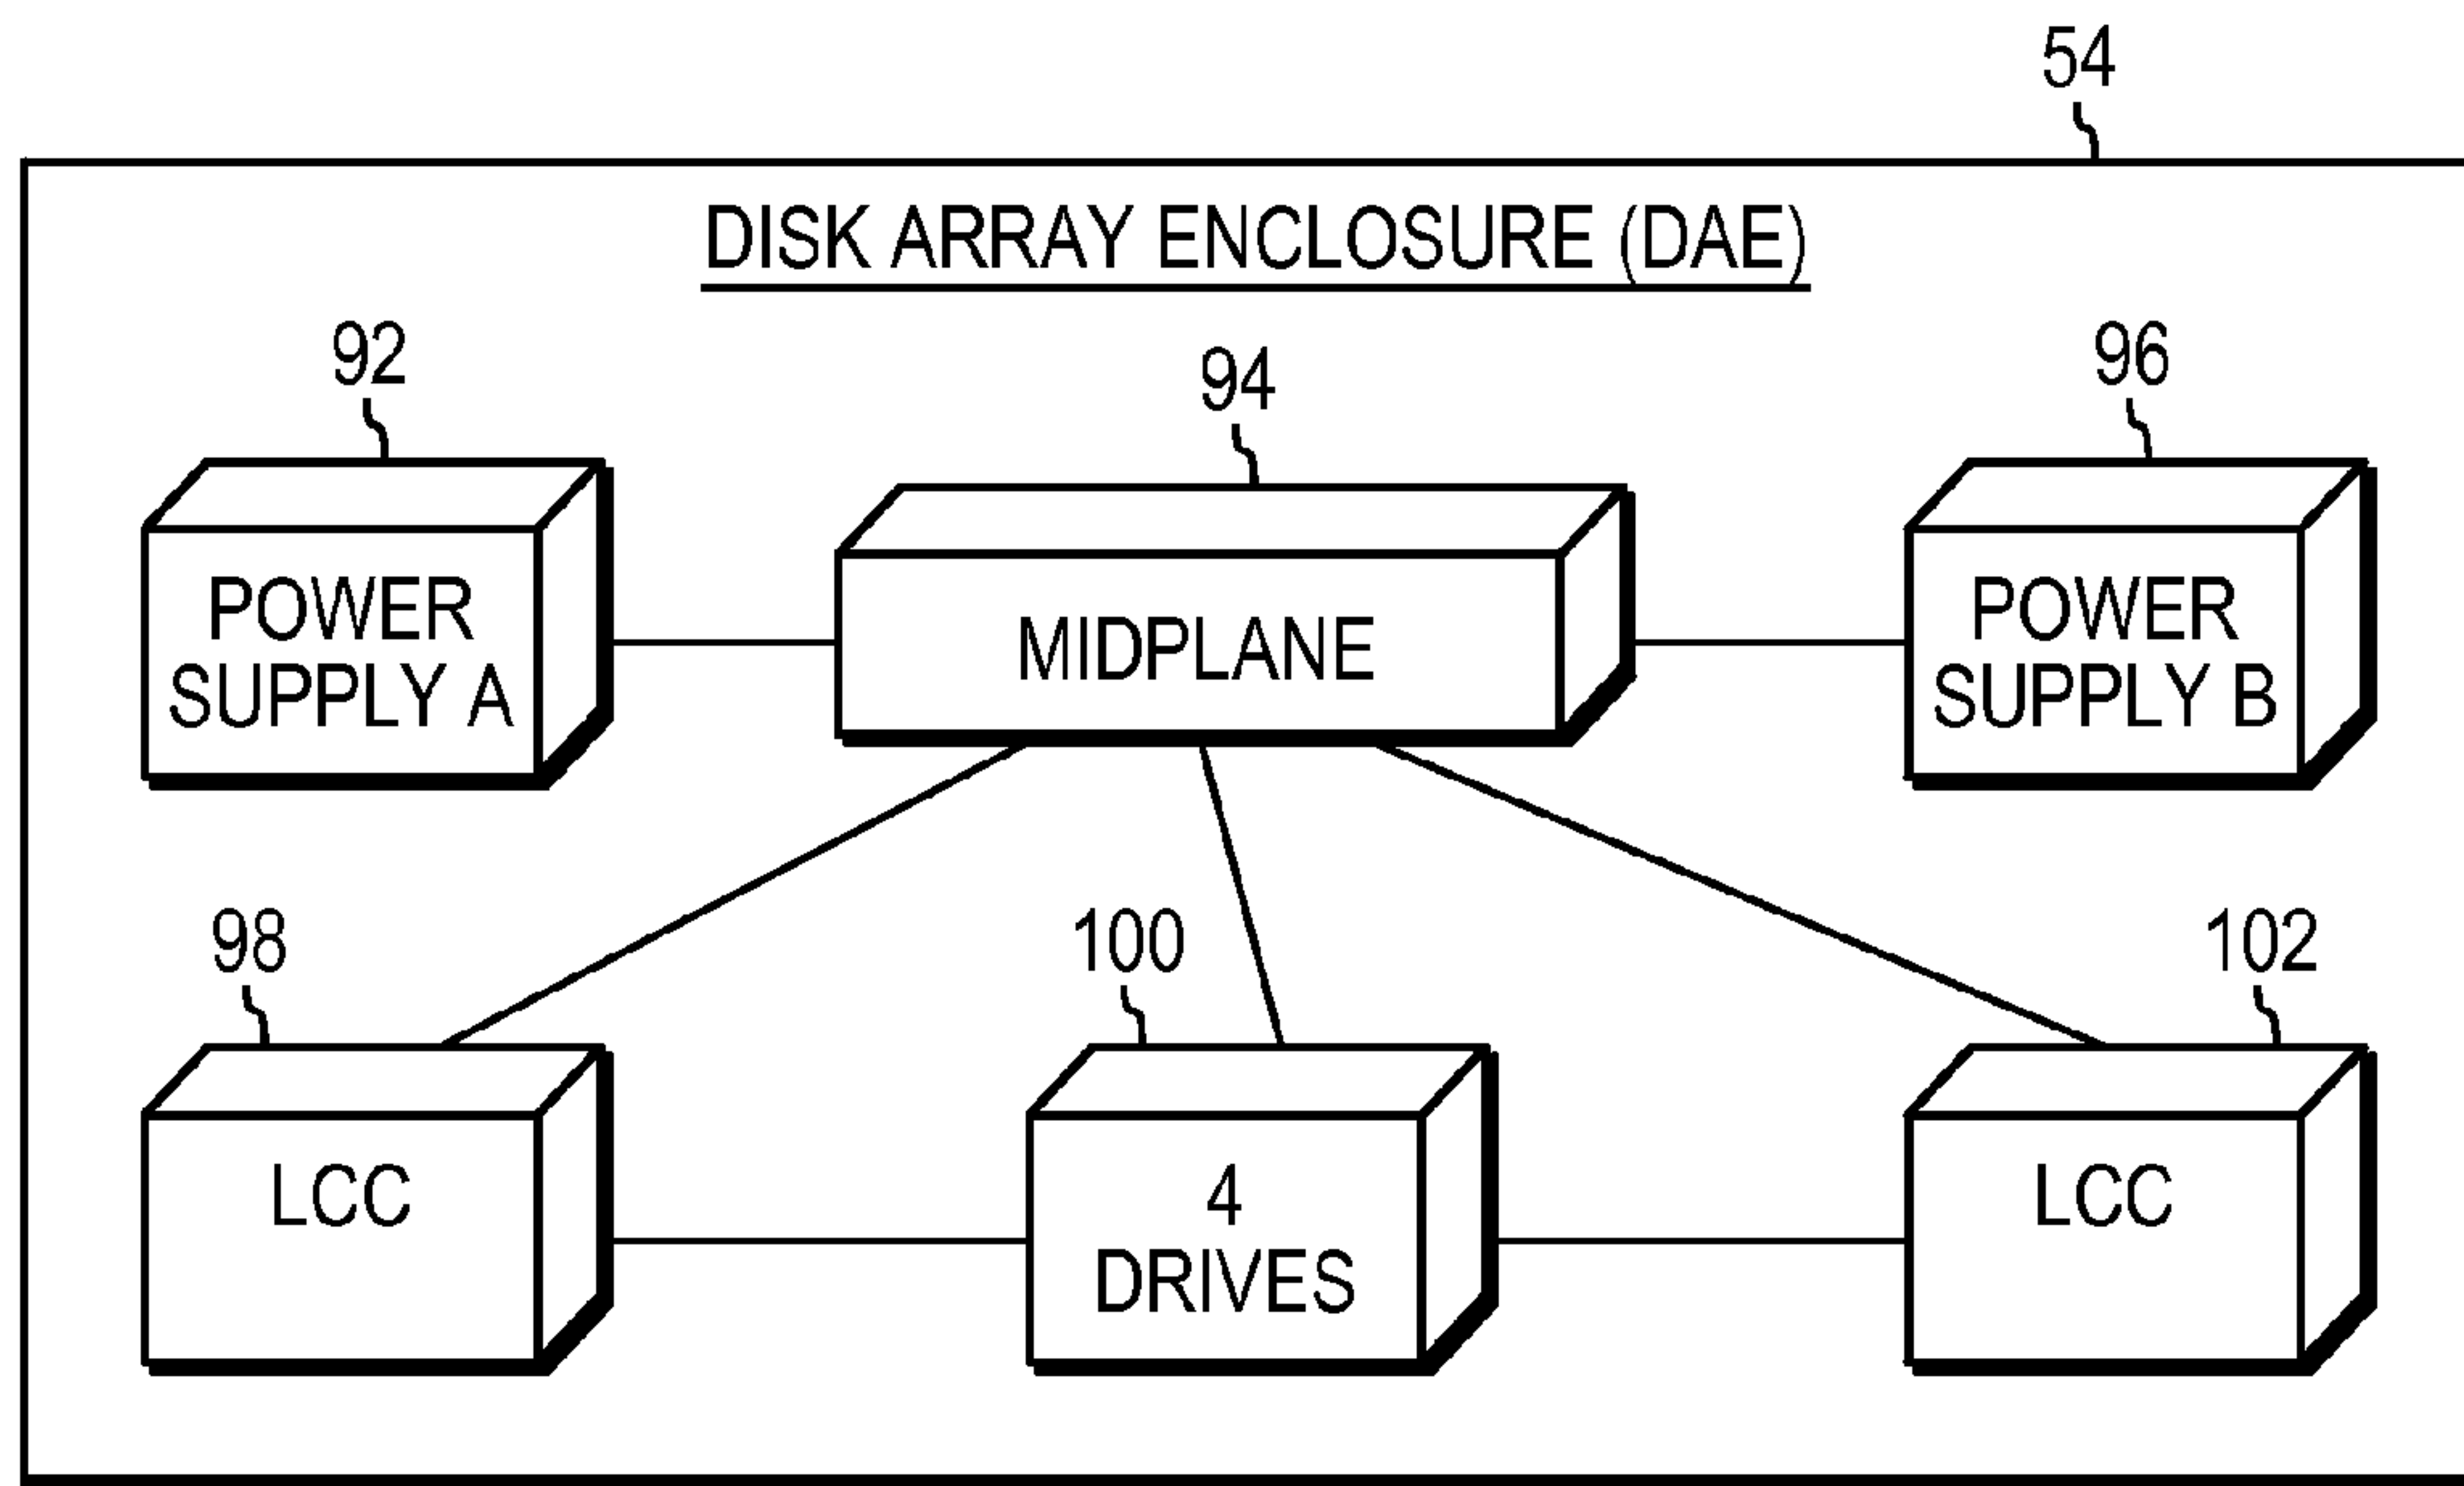 54
DISK ARRAY ENCLOSURE (DAE)
92
94
96
POWER
SUPPLY A
MIDPLANE
POWER
SUPPLY B
98
100
102
LCC
4
DRIVES
LCC